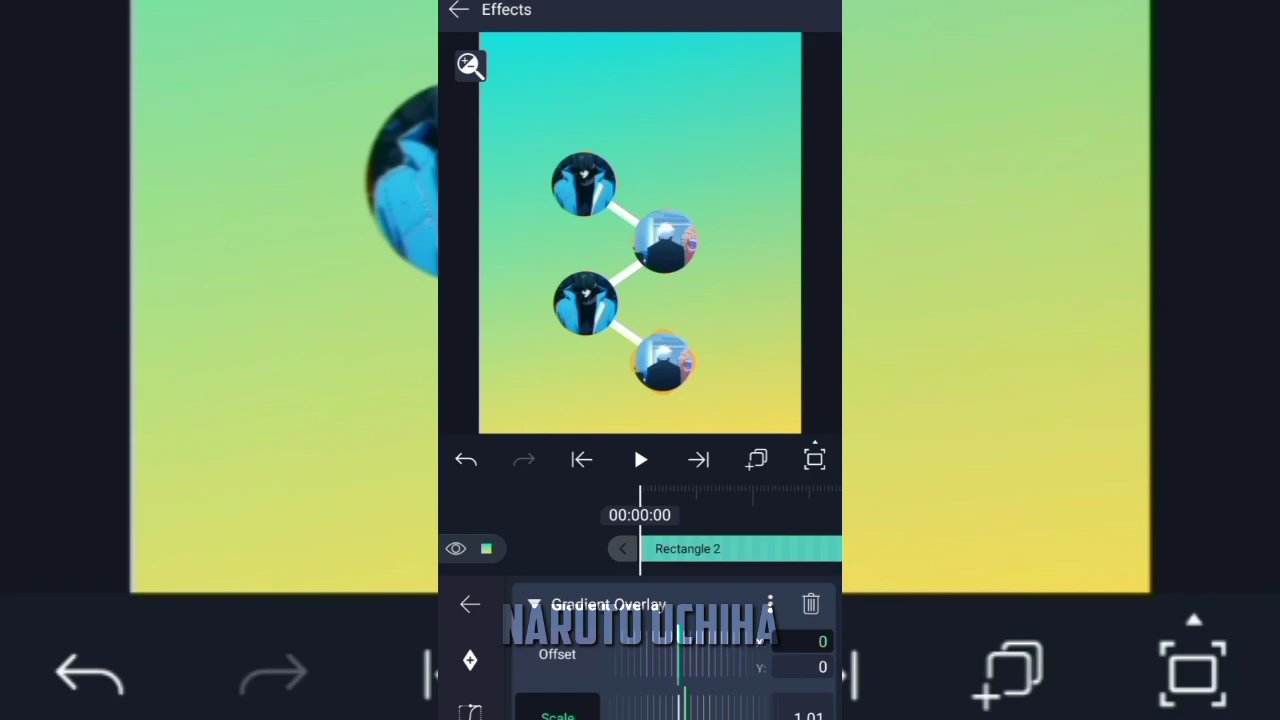 Effects
00:00:00
Rectangle 2
Gradient Overlay
NARUTO UCHIHA
X: 0
Offset
Y: 0
Scale
1.01